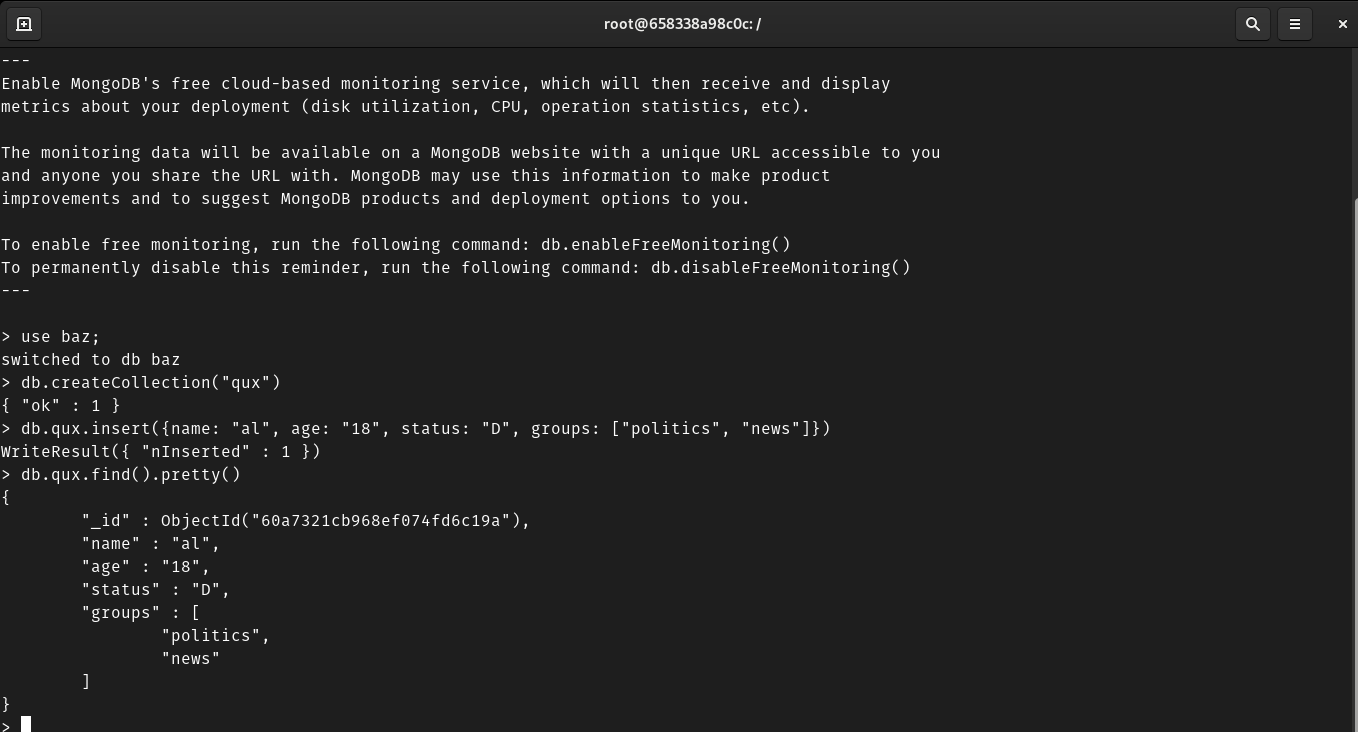 root@658338a98c0c: /
---
Enable MongoDB's free cloud-based monitoring service, which will then receive and display
metrics about your deployment (disk utilization, CPU, operation statistics, etc).
The monitoring data will be available on a MongoDB website with a unique URL accessible to you
and anyone you share the URL with. MongoDB may use this information to make product
improvements and to suggest MongoDB products and deployment options to you.
To enable free monitoring, run the following command: db.enableFreeMonitoring()
To permanently disable this reminder, run the following command: db.disableFreeMonitoring()
---
> use baz;
switched to db baz
> db.createCollection("qux")
{ "ok" : 1 }
> db.qux.insert({name: "al", age: "18", status: "D", groups: ["politics", "news"]})
WriteResult({ "nInserted" : 1 })
> db.qux.find().pretty()
{
        "_id" : ObjectId("60a7321cb968ef074fd6c19a"),
        "name" : "al",
        "age" : "18",
        "status" : "D",
        "groups" : [
                "politics",
                "news"
        ]
}
>